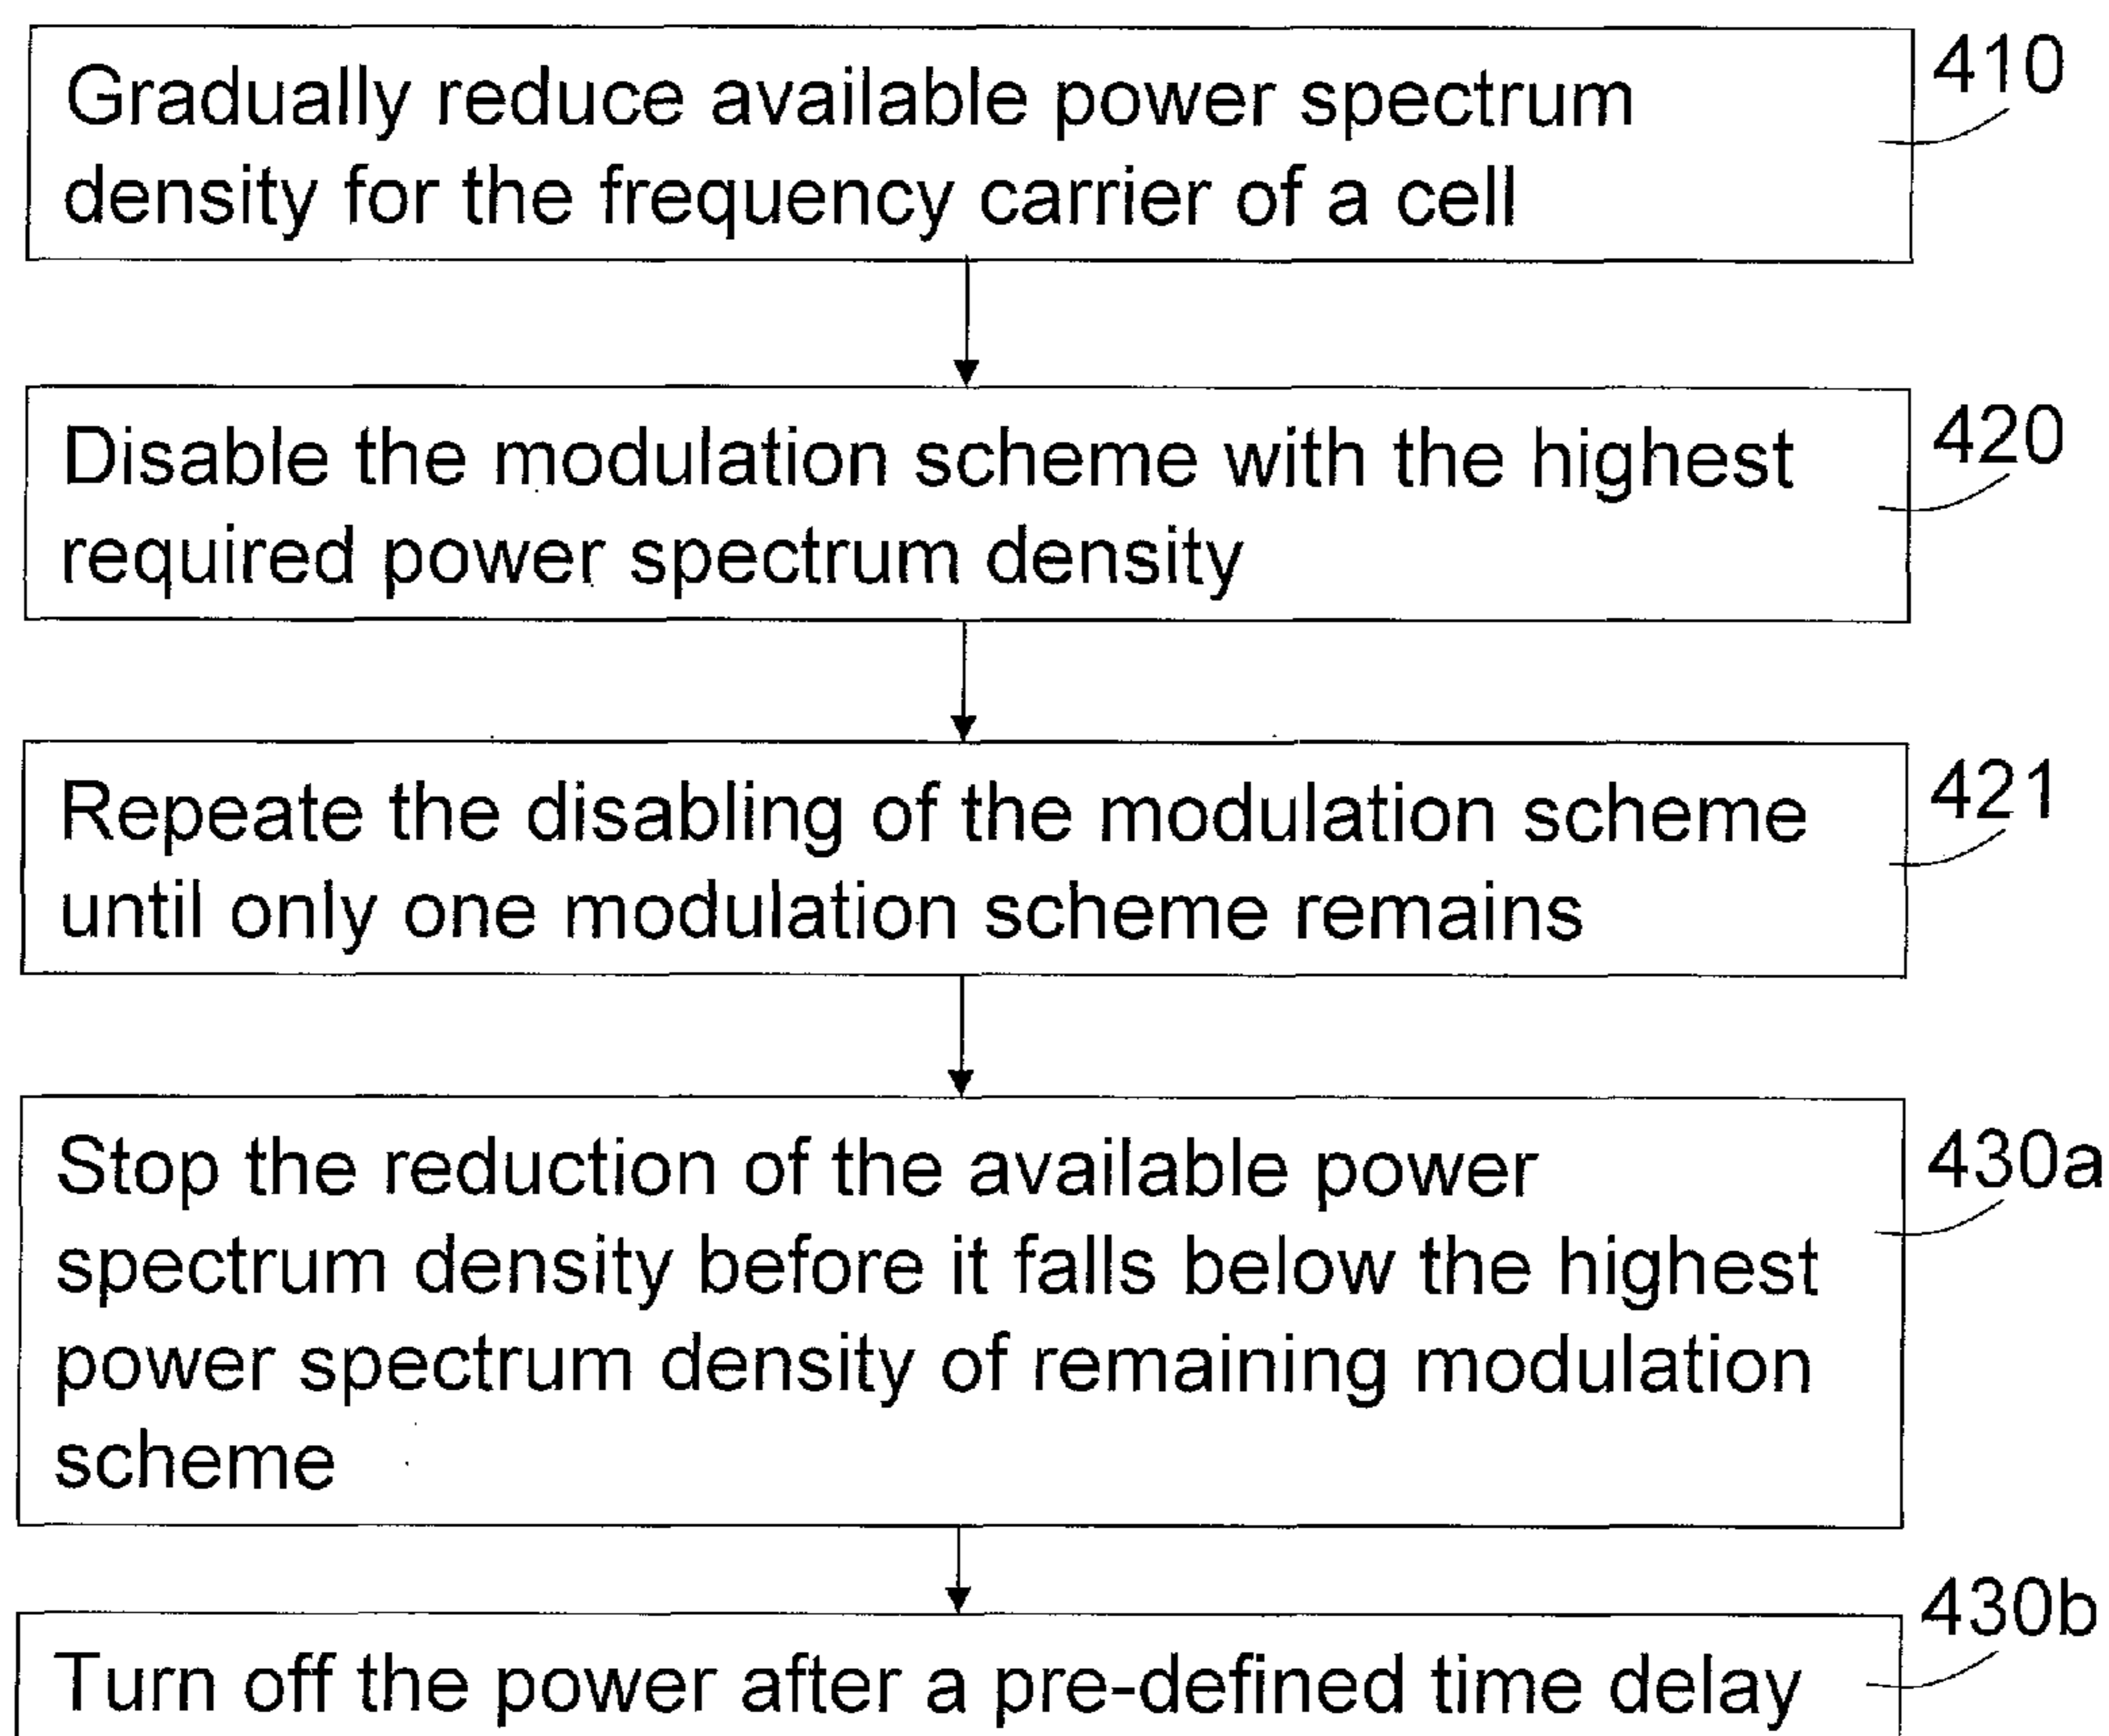 Gradually reduce available power spectrum
410
density for the frequency carrier of a cell
Disable the modulation scheme with the highest
420
required power spectrum density
Repeate the disabling of the modulation scheme
421
until only one modulation scheme remains
Stop the reduction of the available power
430a
spectrum density before it falls below the highest
power spectrum density of remaining modulation
scheme
430b
Turn off the power after a pre-defined time delay